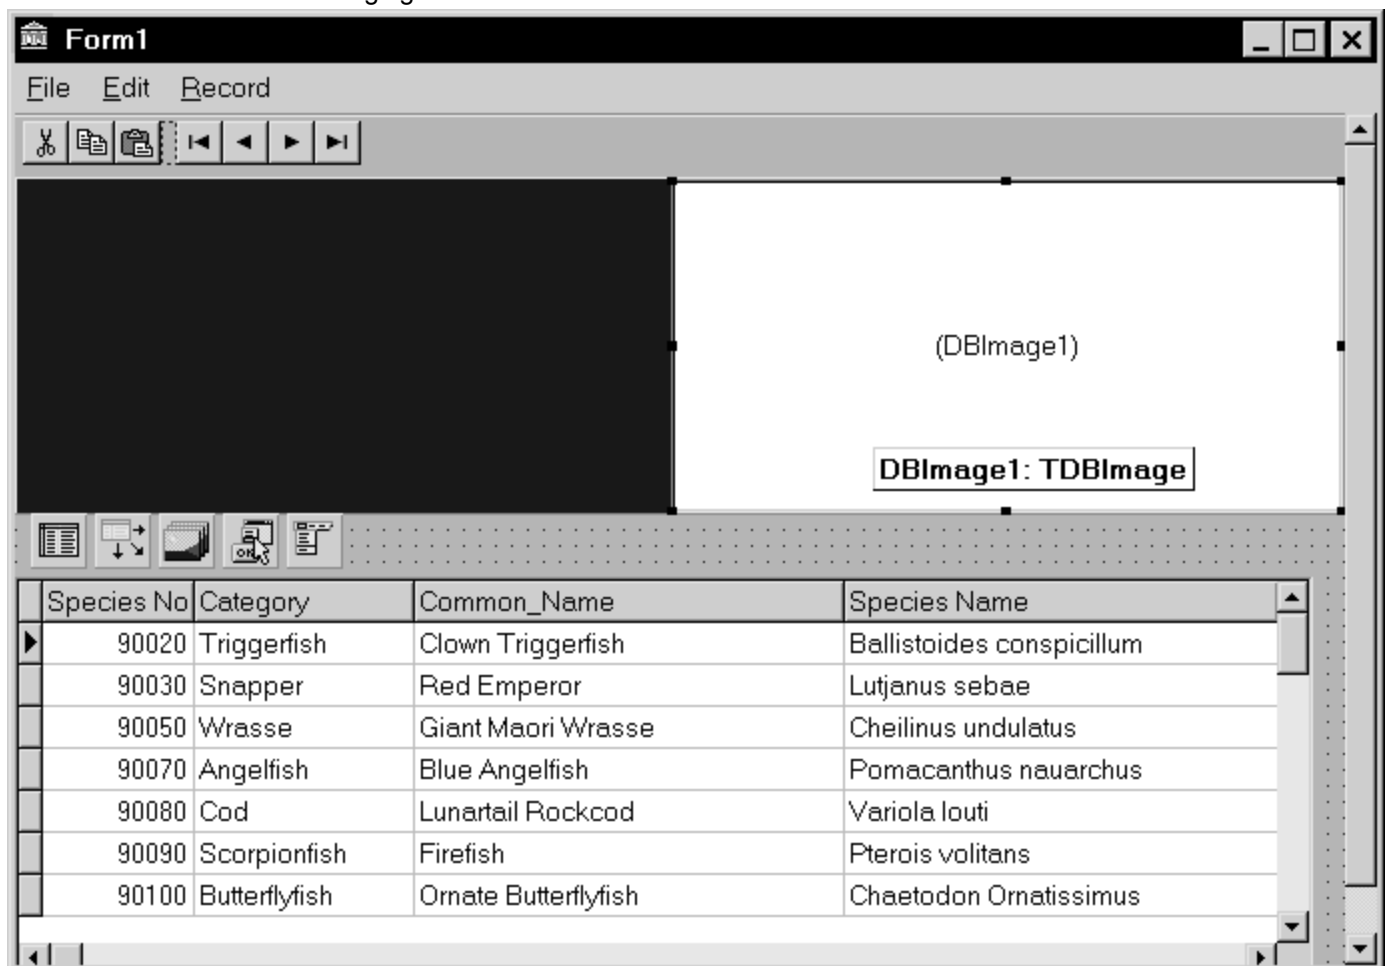 Form1
File Edit Record
(DBImage1)
DBImage1: TDBImage
OK
Species No Category Common_Name Species Name
90020 Triggerfish Clown Triggerfish Ballistoides conspicillum
90030 Snapper Red Emperor Lutjanus sebae
90050 Wrasse Giant Maori Wrasse Cheilinus undulatus
90070 Angelfish Blue Angelfish Pomacanthus nauarchus
90080 Cod Lunartail Rockcod Variola louti
90090 Scorpionfish Firefish Pterois volitans
90100 Butterflyfish Ornate Butterflyfish Chaetodon Ornatissimus